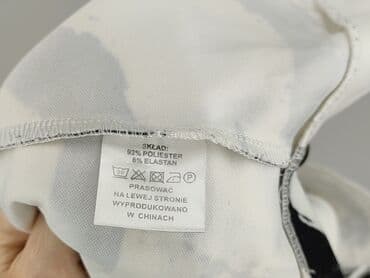 SKŁAD:
92% POLIESTER
8% ELASTAN
PRASOWAĆ
NA LEWEJ STRONIE
WYPRODUKOWANO
W CHINACH